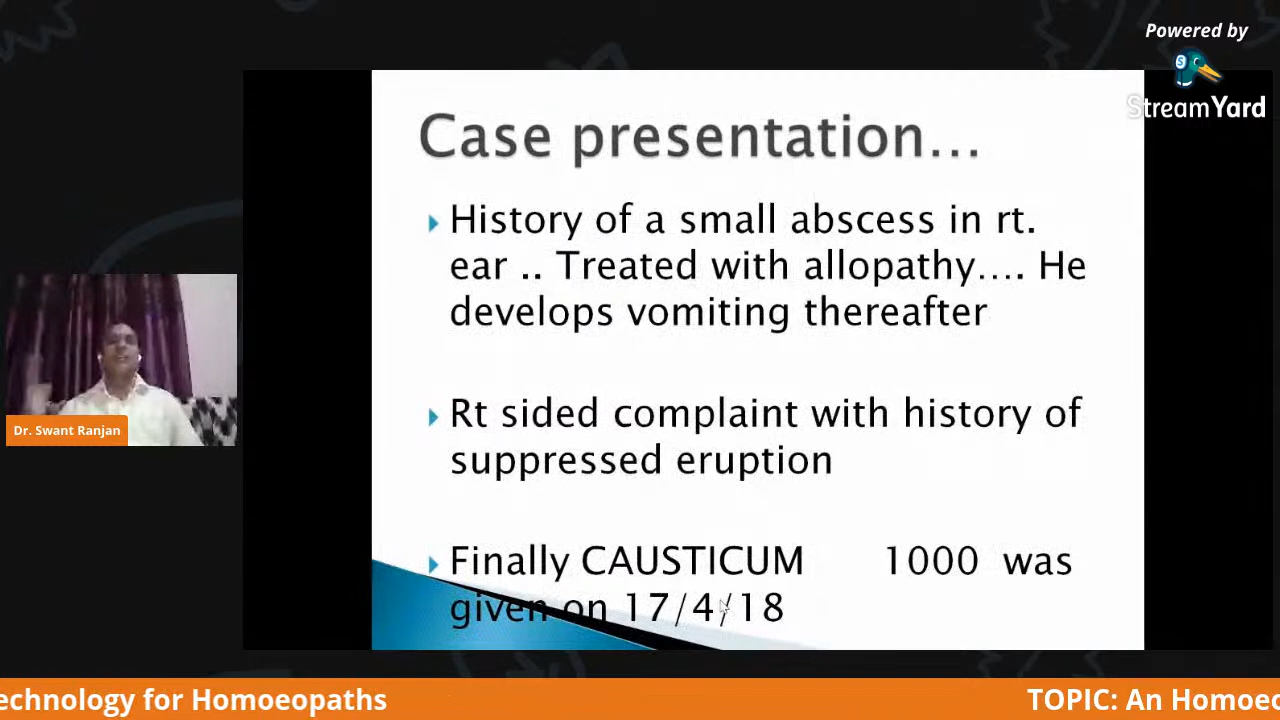 Powered by
StreamYard
Case presentation...
History of a small abscess in rt.
ear .. Treated with allopathy.... He
develops vomiting thereafter
Rt sided complaint with history of
suppressed eruption
Finally CAUSTICUM 1000 was
given on 17/4/18
Dr. Swant Ranjan
echnology for Homoeopaths
TOPIC: An Homoeo